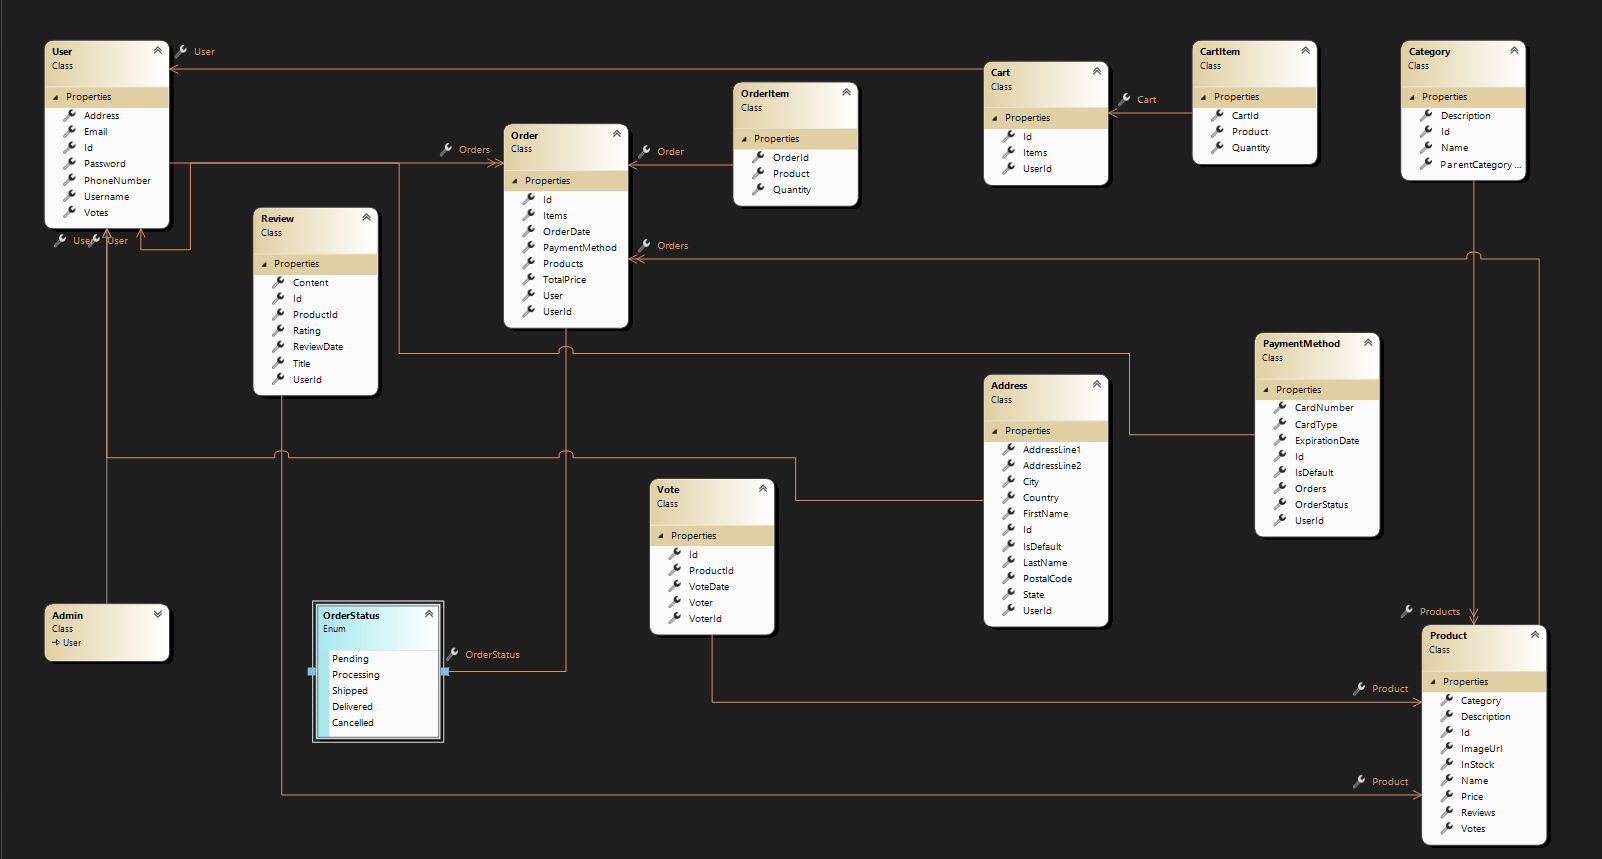 User
Class
Properties
Address
Email
Id
Password
PhoneNumber
Username
Votes
User
Orders
User
User
Review
Class
Properties
Content
Id
ProductId
Rating
ReviewDate
Title
UserId
Order
Class
Properties
Id
Items
OrderDate
PaymentMethod
Products
TotalPrice
User
UserId
Order
Orders
OrderItem
Class
Properties
OrderId
Product
Quantity
Cart
Class
Properties
Id
Items
UserId
Cart
CartItem
Class
Properties
CartId
Product
Quantity
Category
Class
Properties
Description
Id
Name
ParentCategory ...
PaymentMethod
Class
Properties
CardNumber
CardType
ExpirationDate
Id
IsDefault
Orders
OrderStatus
UserId
Address
Class
Properties
AddressLine1
AddressLine2
City
Country
FirstName
Id
IsDefault
LastName
PostalCode
State
UserId
Vote
Class
Properties
Id
ProductId
VoteDate
Voter
VoterId
Admin
Class
User
OrderStatus
Enum
Pending
Processing
Shipped
Delivered
Cancelled
OrderStatus
Products
Product
Product
Product
Class
Properties
Category
Description
Id
ImageUrl
InStock
Name
Price
Reviews
Votes